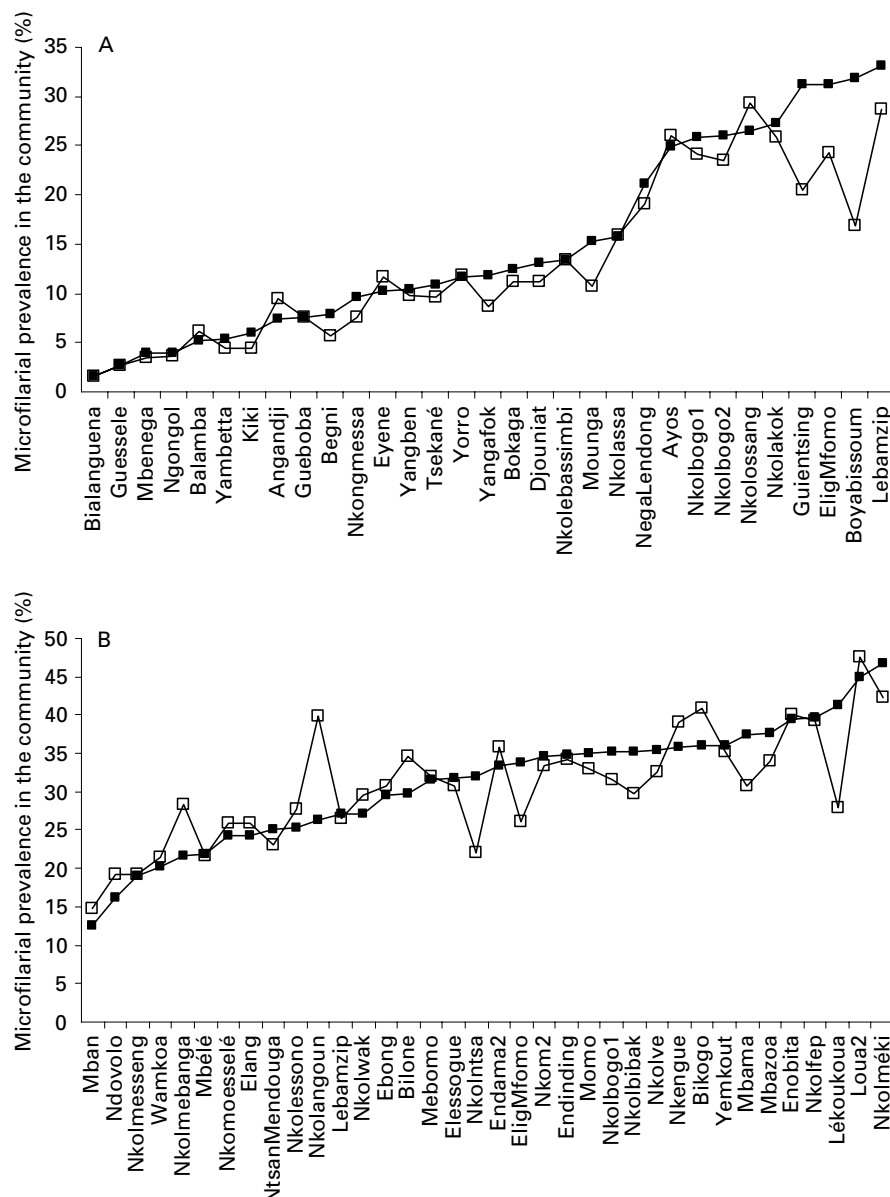 A
Microfilarial prevalence in the community (%)
35
30
25
20
15
10
5
0
Bialanguena
Guessele
Mbenega
Ngongol
Balamba
Yambetta
Kiki
Angandji
Gueboba
Begni
Nkongmessa
Eyene
Yangben
Tsekané
Yorro
Yangafok
Bokaga
Djouniat
Nkolebassimbi
Mounga
Nkolassa
NegaLendong
Ayos
Nkolbogo1
Nkolbogo2
Nkolossang
Nkolakok
Guientsing
EligMfomo
Boyabissoum
Lebamzip
B
Microfilarial prevalence in the community (%)
50
45
40
35
30
25
20
15
10
5
0
Mban
Ndovolo
Nkolmesseng
Wamkoa
Nkolmebanga
Mbélé
Nkomoesselé
Elang
NtsanMendouga
Nkolessono
Nkolangoun
Lebamzip
Nkolwak
Ebong
Bilone
Mebomo
Elessogue
Nkolntsa
Endama2
EligMfomo
Nkom2
Endinding
Momo
Nkolbogo1
Nkolbibak
Nkolve
Nkengue
Bikogo
Yemkout
Mbama
Mbazoa
Enobita
Nkolfep
Lékoukoua
Loua2
Nkolméki